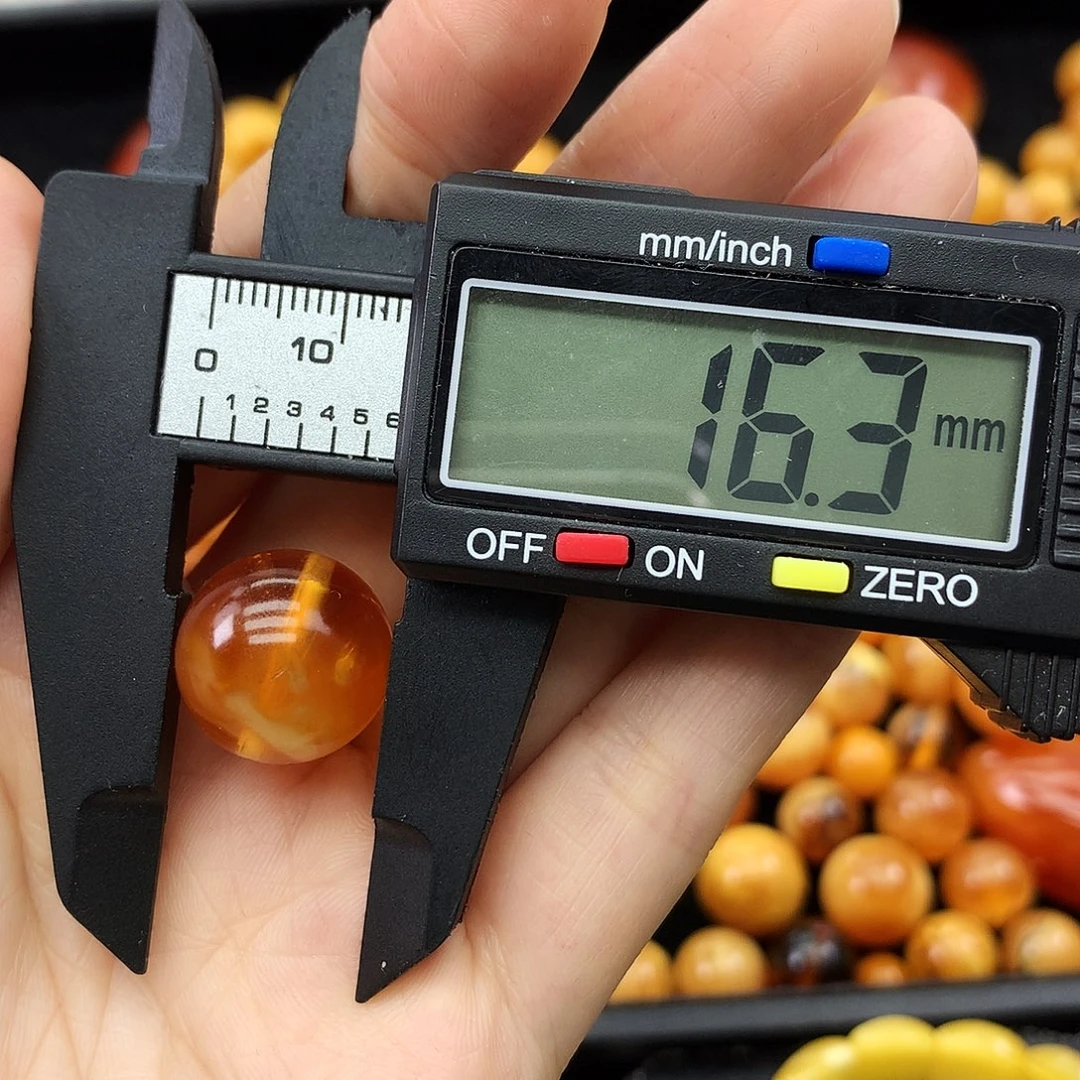 mm/inch
0 10
1 2 3 4 5 6
16.3 mm
OFF ON ZERO